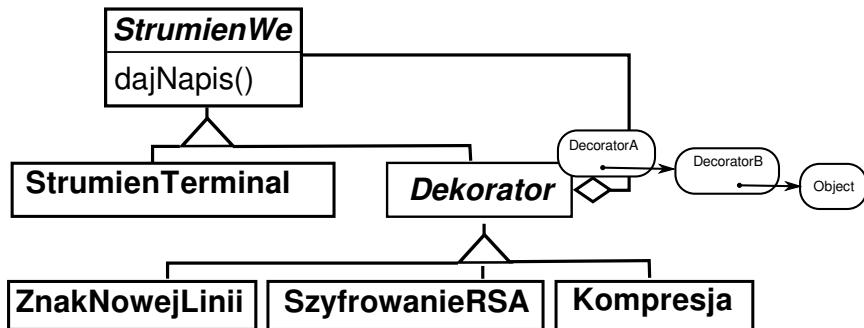 StrumienWe
dajNapis()
StrumienTerminal
Dekorator
DecoratorA
DecoratorB
Object
ZnakNowejLinii
SzyfrowanieRSA
Kompresja